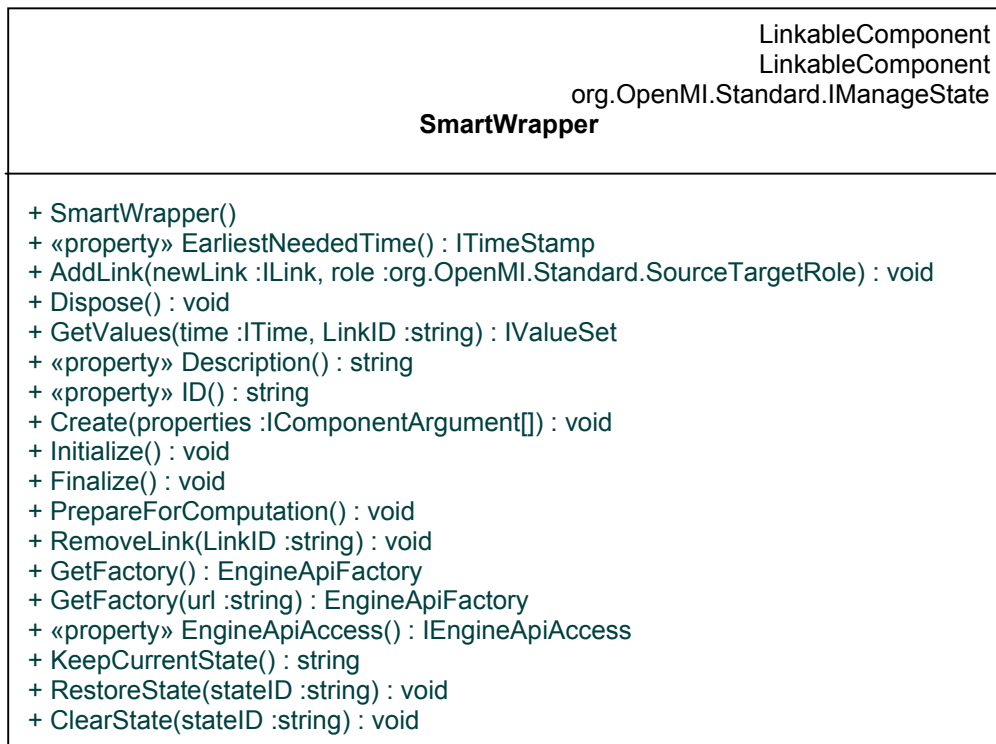 LinkableComponent
LinkableComponent
org.OpenMI.Standard.IManageState
SmartWrapper
+ SmartWrapper()
+ «property» EarliestNeededTime() : ITimeStamp
+ AddLink(newLink :ILink, role :org.OpenMI.Standard.SourceTargetRole) : void
+ Dispose() : void
+ GetValues(time :ITime, LinkID :string) : IValueSet
+ «property» Description() : string
+ «property» ID() : string
+ Create(properties :IComponentArgument[]) : void
+ Initialize() : void
+ Finalize() : void
+ PrepareForComputation() : void
+ RemoveLink(LinkID :string) : void
+ GetFactory() : EngineApiFactory
+ GetFactory(url :string) : EngineApiFactory
+ «property» EngineApiAccess() : IEngineApiAccess
+ KeepCurrentState() : string
+ RestoreState(stateID :string) : void
+ ClearState(stateID :string) : void